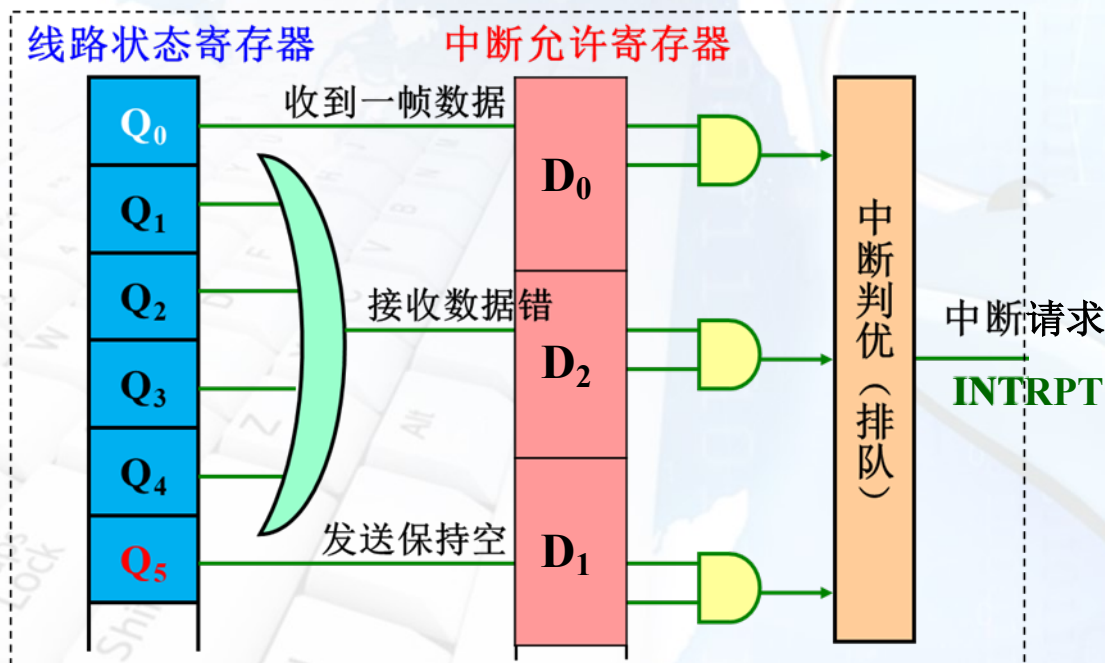 线路状态寄存器
中断允许寄存器
Q0
收到一帧数据
D0
Q1
Q2
接收数据错
D2
Q3
Q4
发送保持空
D1
Q5
中断判优（排队）
中断请求
INTRPT